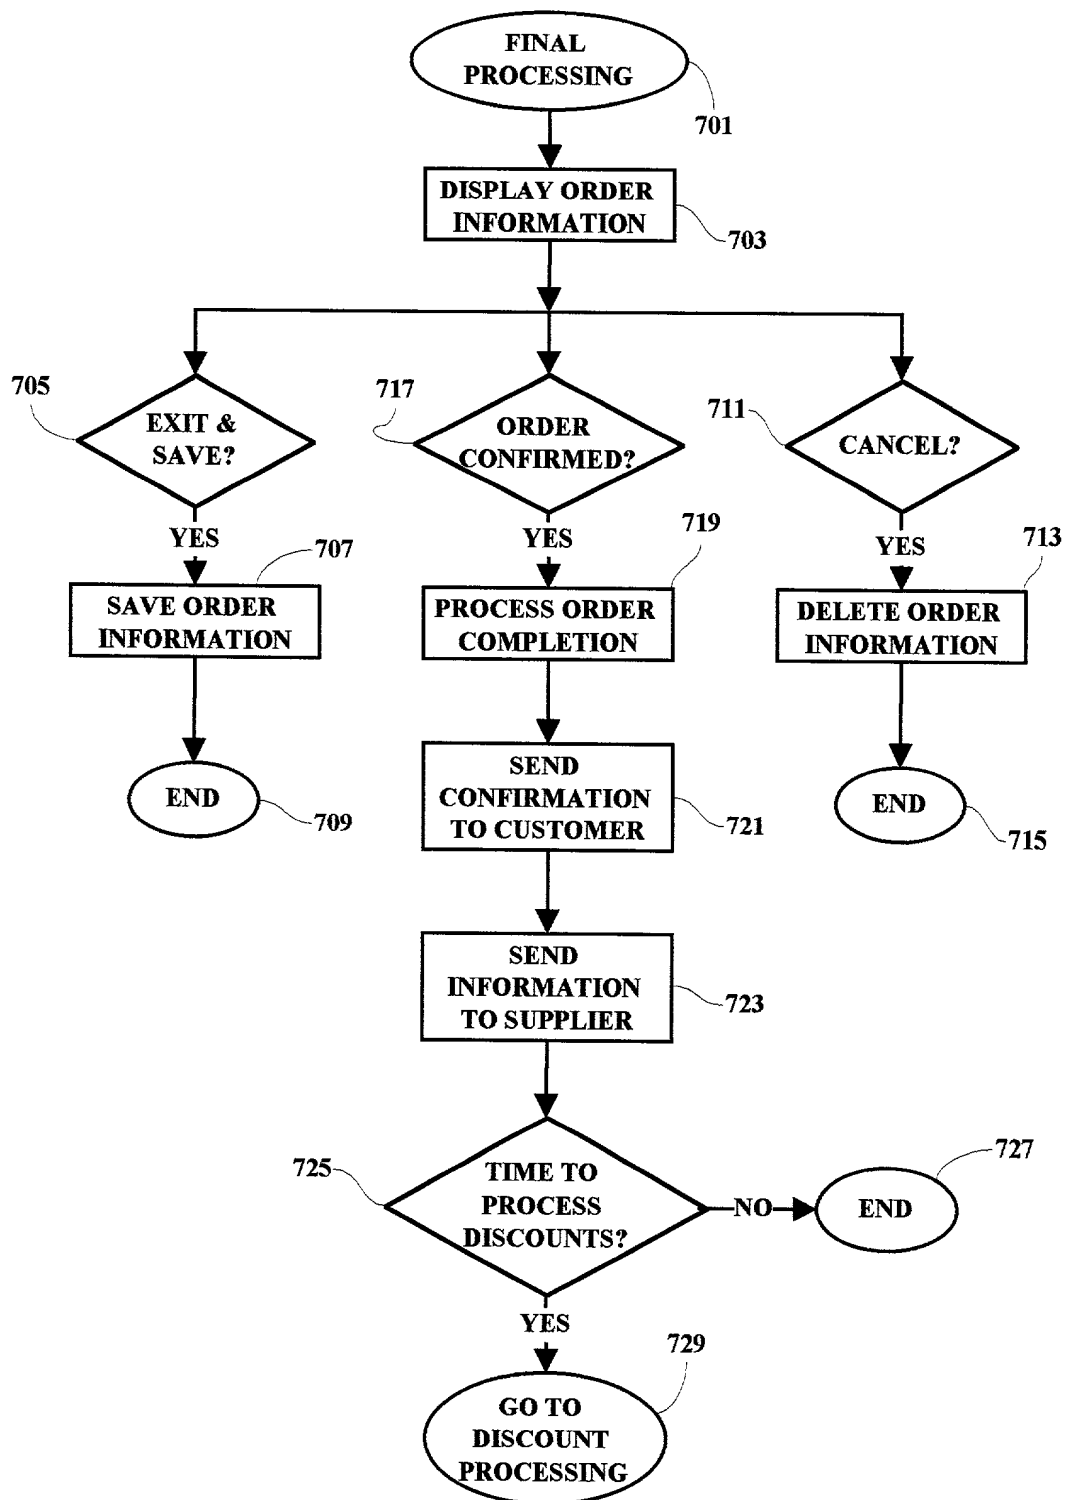 FINAL
PROCESSING
701
DISPLAY ORDER
INFORMATION
703
705
EXIT &
SAVE?
717
ORDER
CONFIRMED?
711
CANCEL?
YES
YES
YES
707
SAVE ORDER
INFORMATION
719
PROCESS ORDER
COMPLETION
713
DELETE ORDER
INFORMATION
END
709
SEND
CONFIRMATION
TO CUSTOMER
721
END
715
SEND
INFORMATION
TO SUPPLIER
723
725
TIME TO
PROCESS
DISCOUNTS?
NO
END
727
YES
729
GO TO
DISCOUNT
PROCESSING